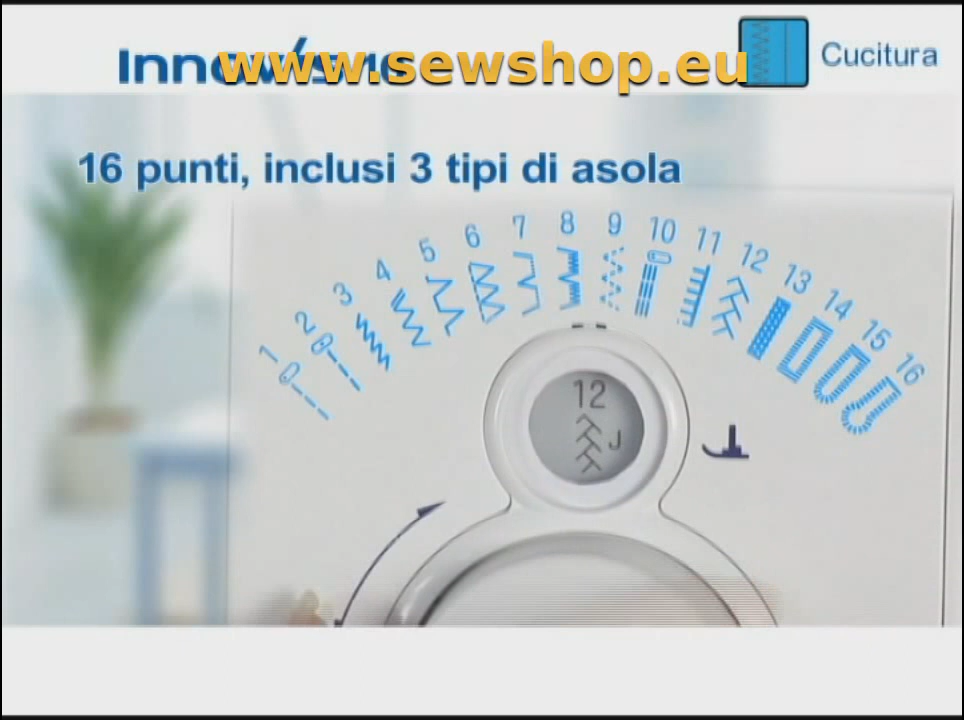 www.sewshop.eu
Cucitura
16 punti, inclusi 3 tipi di asola
1 2 3 4 5 6 7 8 9 10 11 12 13 14 15 16
12
J